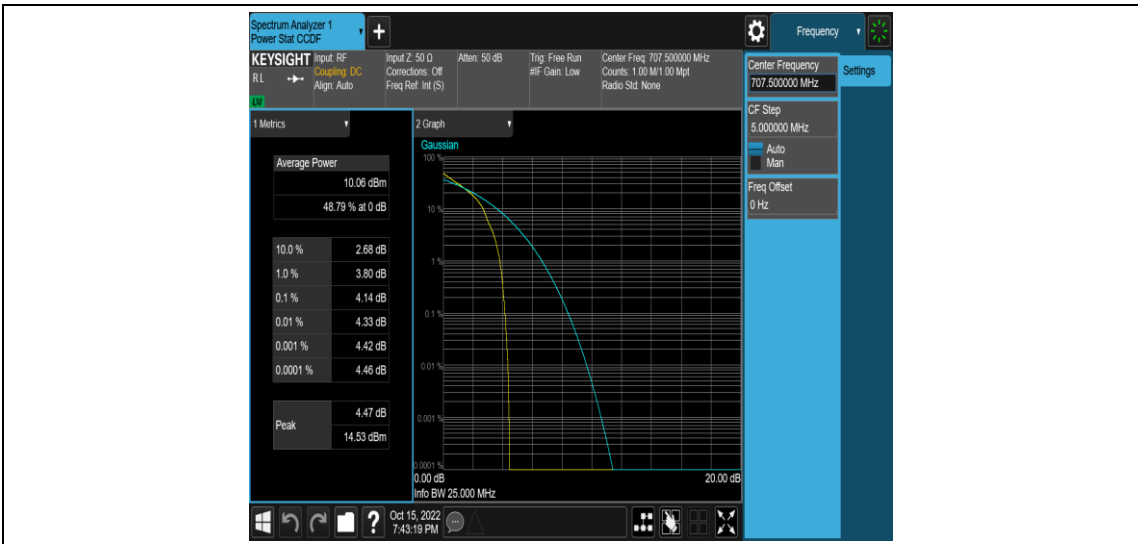 Spectrum Analyzer 1
Power Stat CCDF
+
Frequency
KEYSIGHT
RL
LXI
Input: RF
Coupling: DC
Align: Auto
Input Z: 50 Ω
Corrections: Off
Freq Ref: Int (S)
Atten: 50 dB
Trig: Free Run
#IF Gain: Low
Center Freq: 707.500000 MHz
Counts: 1.00 M/1.00 Mpt
Radio Std: None
Center Frequency
707.500000 MHz
Settings
CF Step
5.000000 MHz
Auto
Man
Freq Offset
0 Hz
1 Metrics
Average Power
10.06 dBm
48.79 % at 0 dB
10.0 % 2.68 dB
1.0 % 3.80 dB
0.1 % 4.14 dB
0.01 % 4.33 dB
0.001 % 4.42 dB
0.0001 % 4.46 dB
Peak
4.47 dB
14.53 dBm
2 Graph
Gaussian
100 %
10 %
1 %
0.1 %
0.01 %
0.001 %
0.0001 %
0.00 dB
20.00 dB
Info BW 25.000 MHz
?
Oct 15, 2022
7:43:19 PM